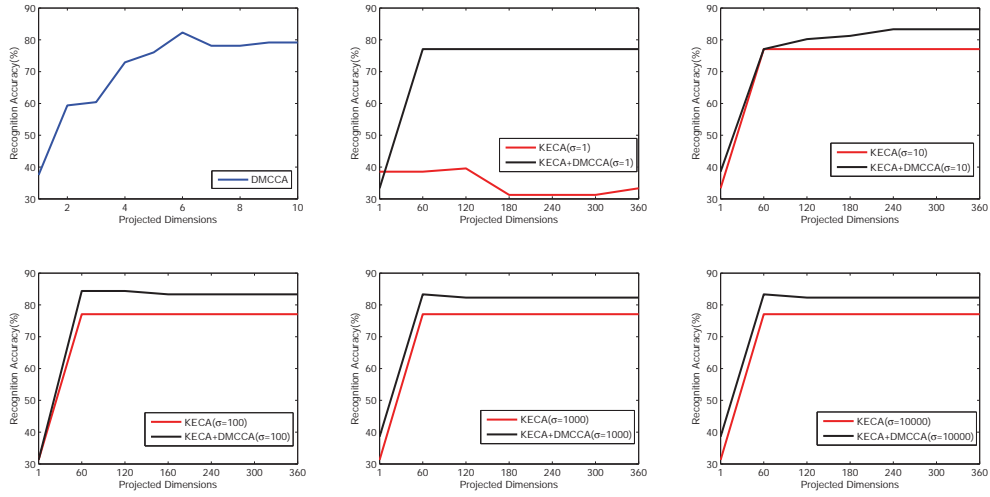 90
80
70
60
50
40
30
2 4 6 8 10
Recognition Accuracy(%)
Projected Dimensions
DMCCA
90
80
70
60
50
40
30
1 60 120 180 240 300 360
Recognition Accuracy(%)
Projected Dimensions
KECA(σ=1)
KECA+DMCCA(σ=1)
90
80
70
60
50
40
30
1 60 120 180 240 300 360
Recognition Accuracy(%)
Projected Dimensions
KECA(σ=10)
KECA+DMCCA(σ=10)
90
80
70
60
50
40
30
1 60 120 160 240 300 360
Recognition Accuracy(%)
Projected Dimensions
KECA(σ=100)
KECA+DMCCA(σ=100)
90
80
70
60
50
40
30
1 60 120 180 240 300 360
Recognition Accuracy(%)
Projected Dimensions
KECA(σ=1000)
KECA+DMCCA(σ=1000)
90
80
70
60
50
40
30
1 60 120 180 240 300 360
Recognition Accuracy(%)
Projected Dimensions
KECA(σ=10000)
KECA+DMCCA(σ=10000)